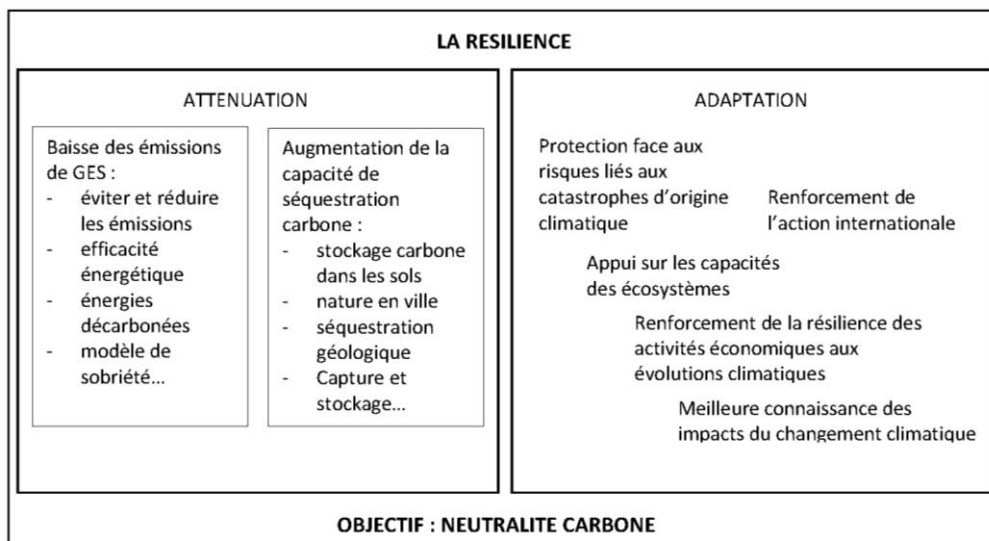 LA RESILIENCE
ATTENUATION
Baisse des émissions
de GES :
- éviter et réduire
les émissions
- efficacité
énergétique
- énergies
décarbonées
- modèle de
sobriété...
Augmentation de la
capacité de
séquestration
carbone :
- stockage carbone
dans les sols
- nature en ville
- séquestration
géologique
- Capture et
stockage...
ADAPTATION
Protection face aux
risques liés aux
catastrophes d'origine
climatique
Renforcement de
l'action internationale
Appui sur les capacités
des écosystèmes
Renforcement de la résilience des
activités économiques aux
évolutions climatiques
Meilleure connaissance des
impacts du changement climatique
OBJECTIF : NEUTRALITE CARBONE